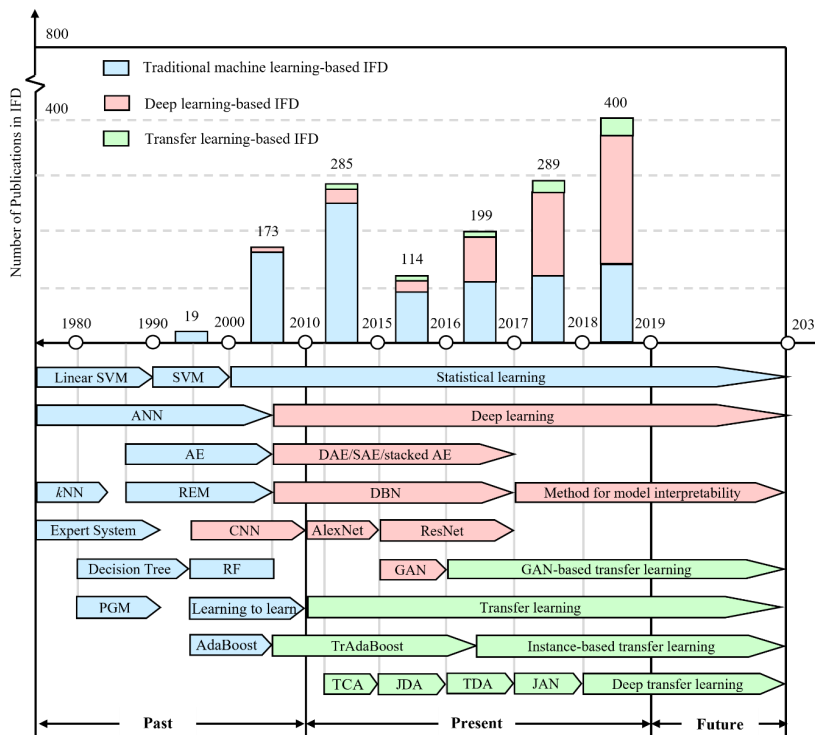 800
Traditional machine learning-based IFD
Deep learning-based IFD
400
400
Transfer learning-based IFD
Number of Publications in IFD
285
289
199
173
114
19
1980 1990 2000 2010 2015 2016 2017 2018 2019 203
Linear SVM SVM Statistical learning
ANN Deep learning
AE DAE/SAE/stacked AE
kNN REM DBN Method for model interpretability
Expert System CNN AlexNet ResNet
Decision Tree RF GAN GAN-based transfer learning
PGM Learning to learn Transfer learning
AdaBoost TrAdaBoost Instance-based transfer learning
TCA JDA TDA JAN Deep transfer learning
Past Present Future